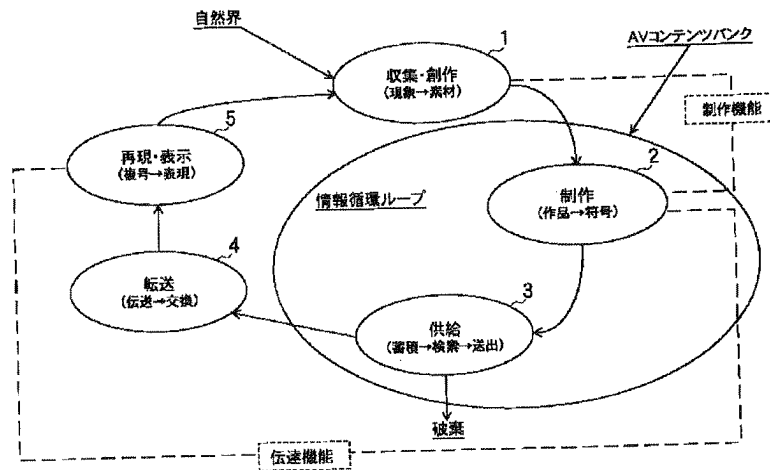 自然界
1
AVコンテンツバンク
収集・創作
(現象→素材)
制作機能
5
再現・表示
(復号→表現)
2
制作
(作品→符号)
情報循環ループ
4
転送
(伝送→交換)
3
供給
(蓄積→検索→送出)
破棄
伝達機能